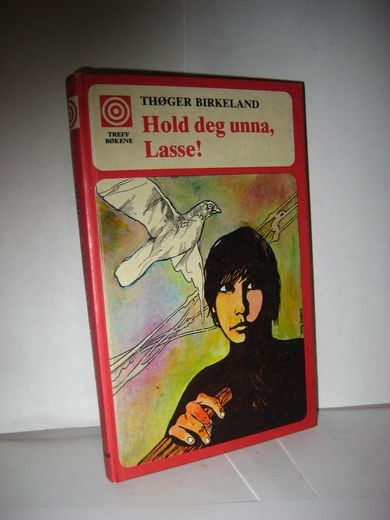 THØGER BIRKELAND
Hold deg unna,
Lasse!
TREFF
BØKENE